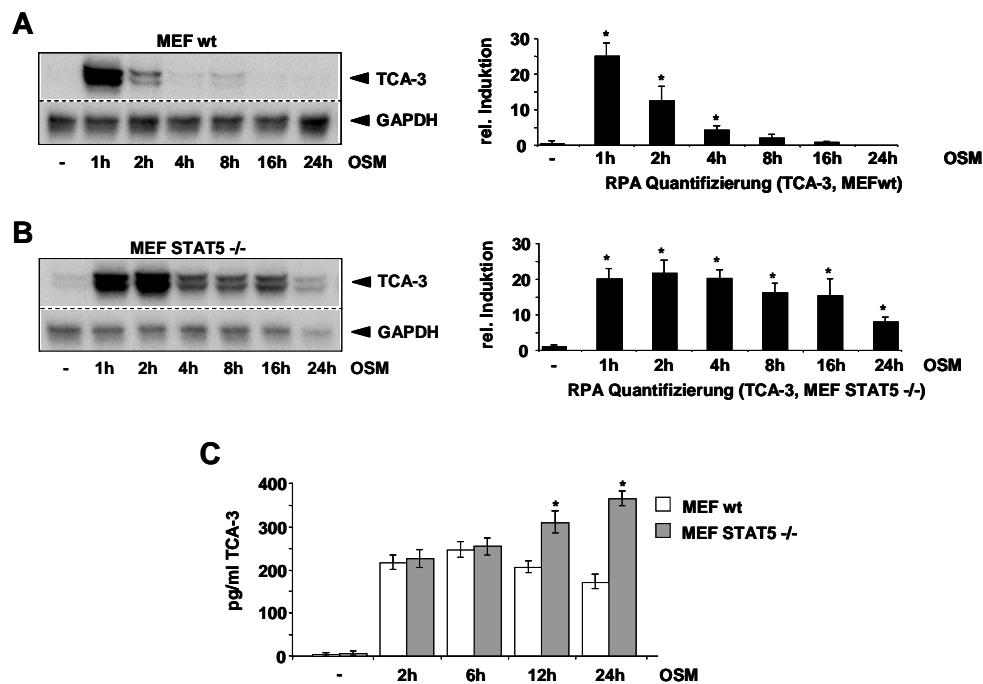 A
MEF wt
TCA-3
GAPDH
- 1h 2h 4h 8h 16h 24h OSM
rel. Induktion
30
20
10
0
* * *
- 1h 2h 4h 8h 16h 24h OSM
RPA Quantifizierung (TCA-3, MEFwt)
B
MEF STAT5 -/-
TCA-3
GAPDH
- 1h 2h 4h 8h 16h 24h OSM
rel. Induktion
30
20
10
0
* * * * * *
- 1h 2h 4h 8h 16h 24h OSM
RPA Quantifizierung (TCA-3, MEF STAT5 -/-)
C
pg/ml TCA-3
400
300
200
100
0
* *
- 2h 6h 12h 24h OSM
MEF wt
MEF STAT5 -/-